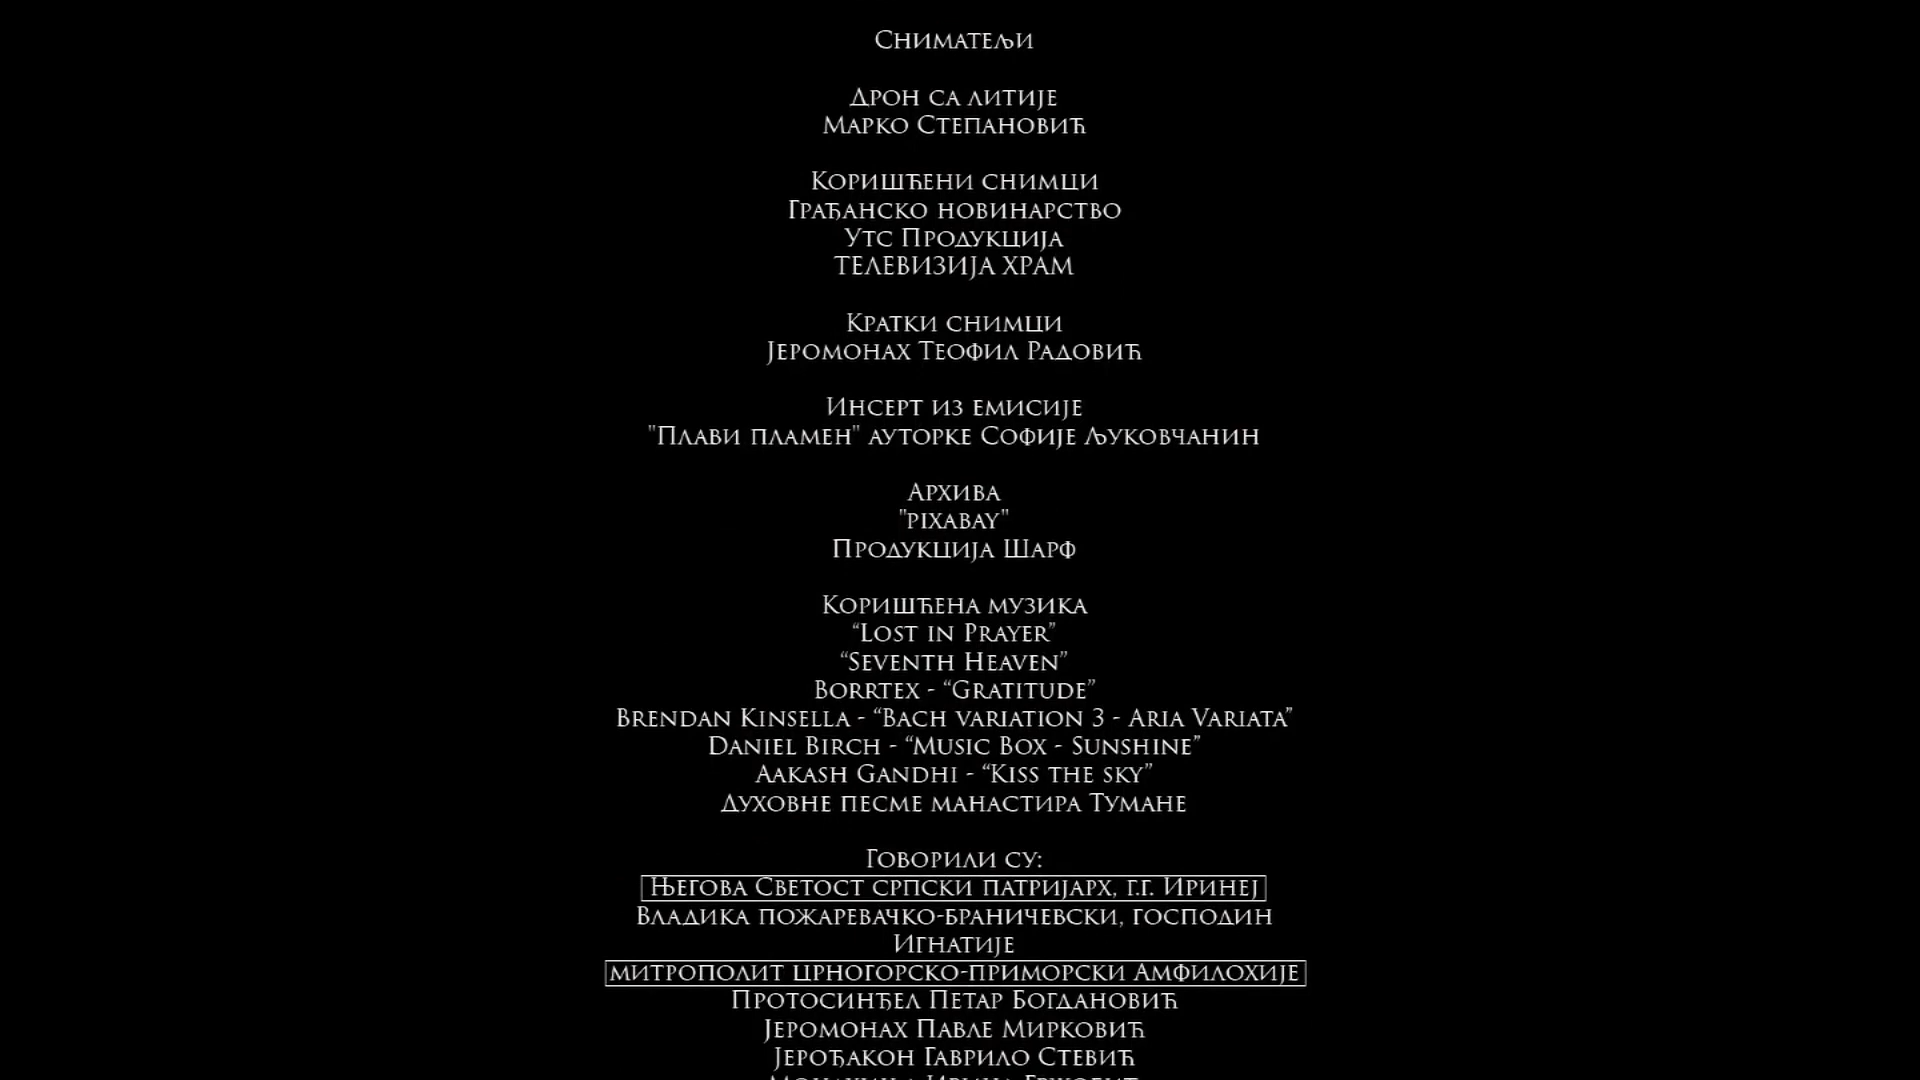 Сниматељи
Дрон са литије
Марко Степановић
Коришћени снимци
Грађанско новинарство
Утс Продукција
ТЕЛЕВИЗИЈА ХРАМ
Кратки снимци
Јеромонах Теофил Радовић
Инсерт из емисије
"Плави пламен" ауторке Софије Љуковчанин
Архива
"pixabay"
Продукција Шарф
Коришћена музика
“Lost in Prayer”
“Seventh Heaven”
Borrtex - “Gratitude”
Brendan Kinsella - “Bach variation 3 - Aria Variata”
Daniel Birch - “Music Box - Sunshine”
Aakash Gandhi - “Kiss the sky”
Духовне песме манастира Тумане
Говорили су:
Његова Светост српски патријарх, г.г. Иринеј
Владика пожаревачко-браничевски, господин
Игнатије
митрополит црногорско-приморски Амфилохије
Протосинђел Петар Богдановић
Јеромонах Павле Мирковић
Јерођакон Гаврило Стевић